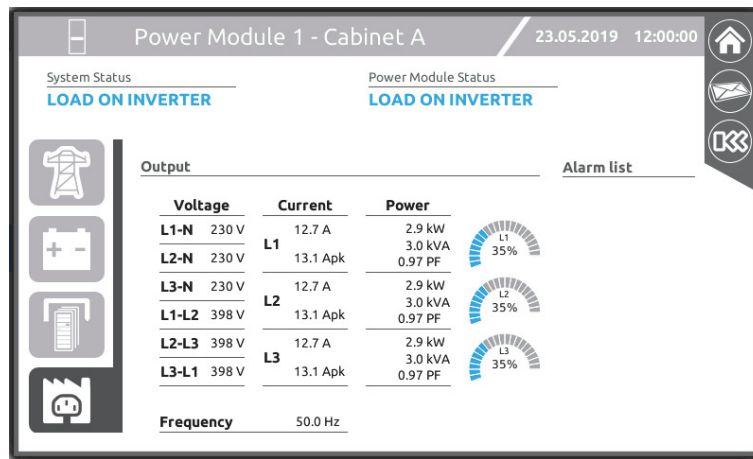 Power Module 1 - Cabinet A 23.05.2019 12:00:00
System Status Power Module Status
LOAD ON INVERTER LOAD ON INVERTER
Output Alarm list
Voltage Current Power
L1-N 230 V 12.7 A 2.9 kW
L1 3.0 kVA L1
L2-N 230 V 13.1 Apk 0.97 PF 35%
L3-N 230 V 12.7 A 2.9 kW
L2 3.0 kVA L2
L1-L2 398 V 13.1 Apk 0.97 PF 35%
L2-L3 398 V 12.7 A 2.9 kW
L3 3.0 kVA L3
L3-L1 398 V 13.1 Apk 0.97 PF 35%
Frequency 50.0 Hz